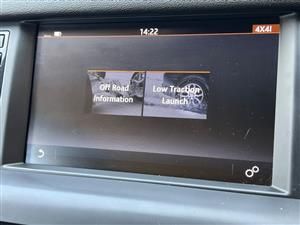 14:22
4X4i
Off Road
Information
Low Traction
Launch